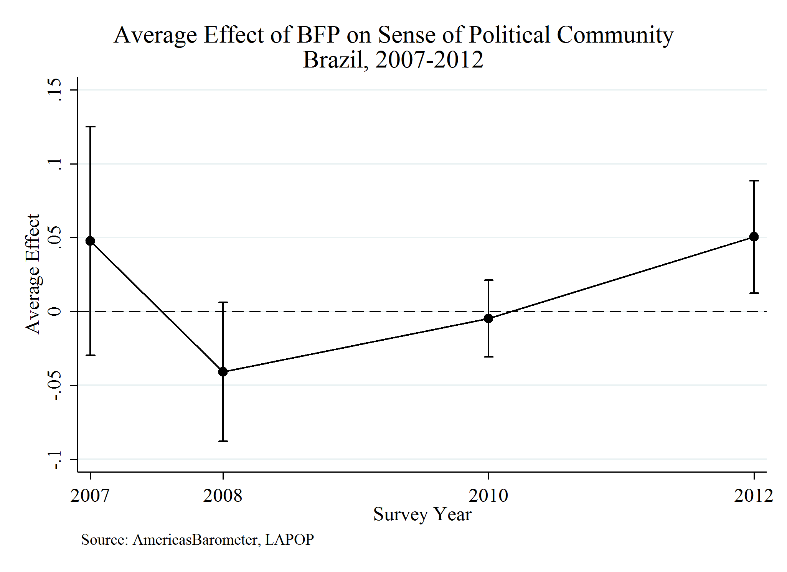 Average Effect of BFP on Sense of Political Community
Brazil, 2007-2012
Average Effect
.15
.1
.05
0
-.05
-.1
2007 2008 2010 2012
Survey Year
Source: AmericasBarometer, LAPOP